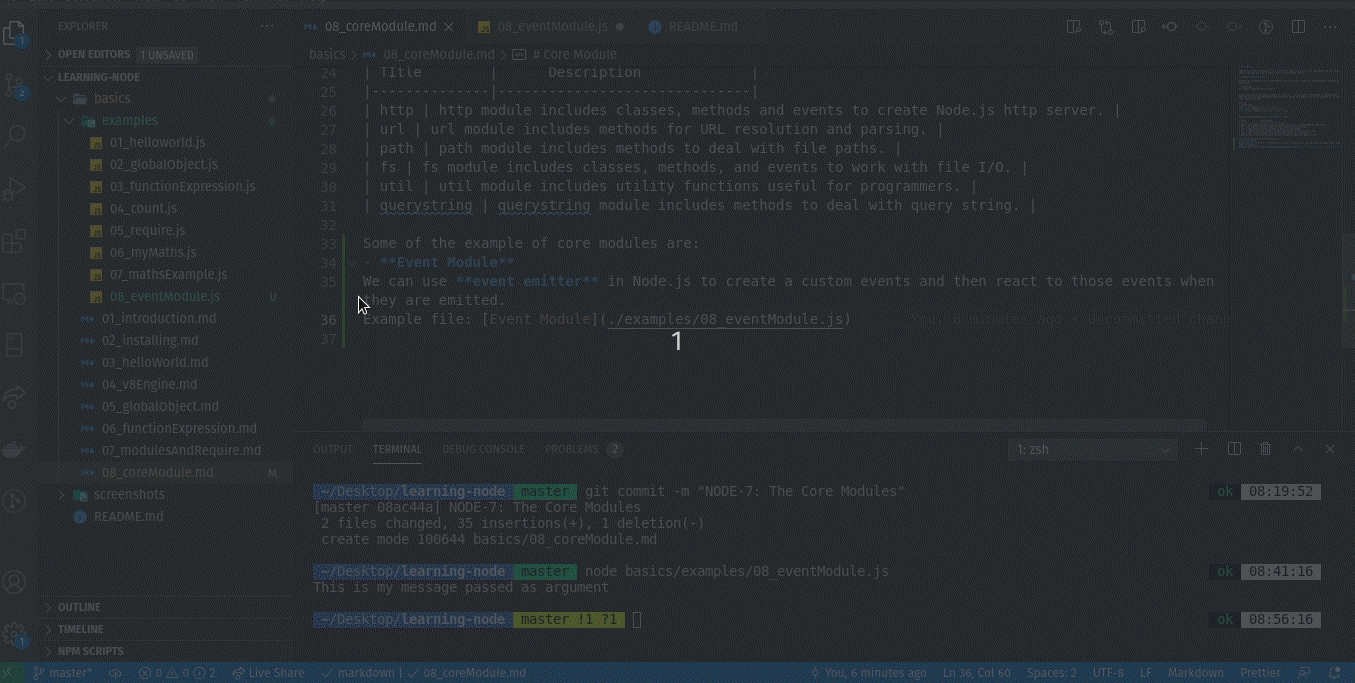 EXPLORER
···
08_coreModule.md
08_eventModule.js
README.md
OPEN EDITORS 1 UNSAVED
basics > 08_coreModule.md > # Core Module
LEARNING-NODE
basics
examples
01_helloworld.js
02_globalObject.js
03_functionExpression.js
04_count.js
05_require.js
06_myMaths.js
07_mathsExample.js
08_eventModule.js U
01_introduction.md
02_installing.md
03_helloWorld.md
04_v8Engine.md
05_globalObject.md
06_functionExpression.md
07_modulesAndRequire.md
08_coreModule.md M
screenshots
README.md
OUTLINE
TIMELINE
NPM SCRIPTS
24 | TItle | Description |
25 |--------------|----------------------------|
26 | http | http module includes classes, methods and events to create Node.js http server. |
27 | url | url module includes methods for URL resolution and parsing. |
28 | path | path module includes methods to deal with file paths. |
29 | fs | fs module includes classes, methods, and events to work with file I/O. |
30 | util | util module includes utility functions useful for programmers. |
31 | querystring | querystring module includes methods to deal with query string. |
32
33 Some of the example of core modules are:
34 - **Event Module**
35 We can use **event emitter** in Node.js to create a custom events and then react to those events when
they are emitted.
36 Example file: [Event Module](./examples/08_eventModule.js) You, 6 minutes ago · Uncommitted chang
37
1
OUTPUT TERMINAL DEBUG CONSOLE PROBLEMS 2 1: zsh
~/Desktop/learning-node master git commit -m "NODE-7: The Core Modules" ok 08:19:52
[master 08ac44a] NODE-7: The Core Modules
2 files changed, 35 insertions(+), 1 deletion(-)
create mode 100644 basics/08_coreModule.md
~/Desktop/learning-node master node basics/examples/08_eventModule.js ok 08:41:16
This is my message passed as argument
~/Desktop/learning-node master !1 ?1 ok 08:56:16
master* 0 0 2 Live Share markdown | 08_coreModule.md You, 6 minutes ago Ln 36, Col 60 Spaces: 2 UTF-8 LF Markdown Prettier